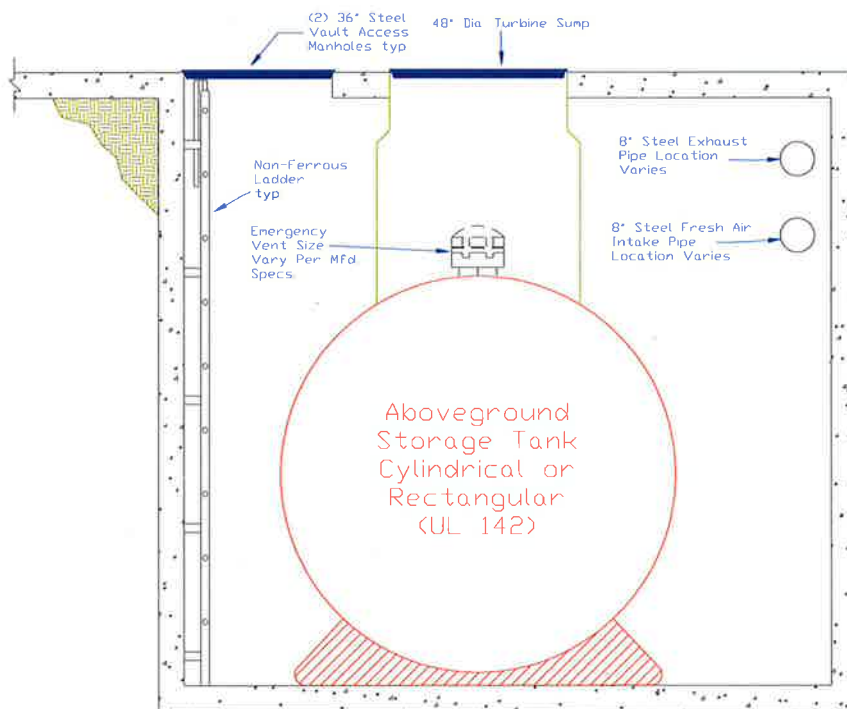 (2) 36" Steel
Vault Access
Manholes typ
48" Dia Turbine Sump
8" Steel Exhaust
Pipe Location
Varies
Non-Ferrous
Ladder
typ
Emergency
Vent Size
Vary Per Mfd
Specs
8" Steel Fresh Air
Intake Pipe
Location Varies
Aboveground
Storage Tank
Cylindrical or
Rectangular
(UL 142)